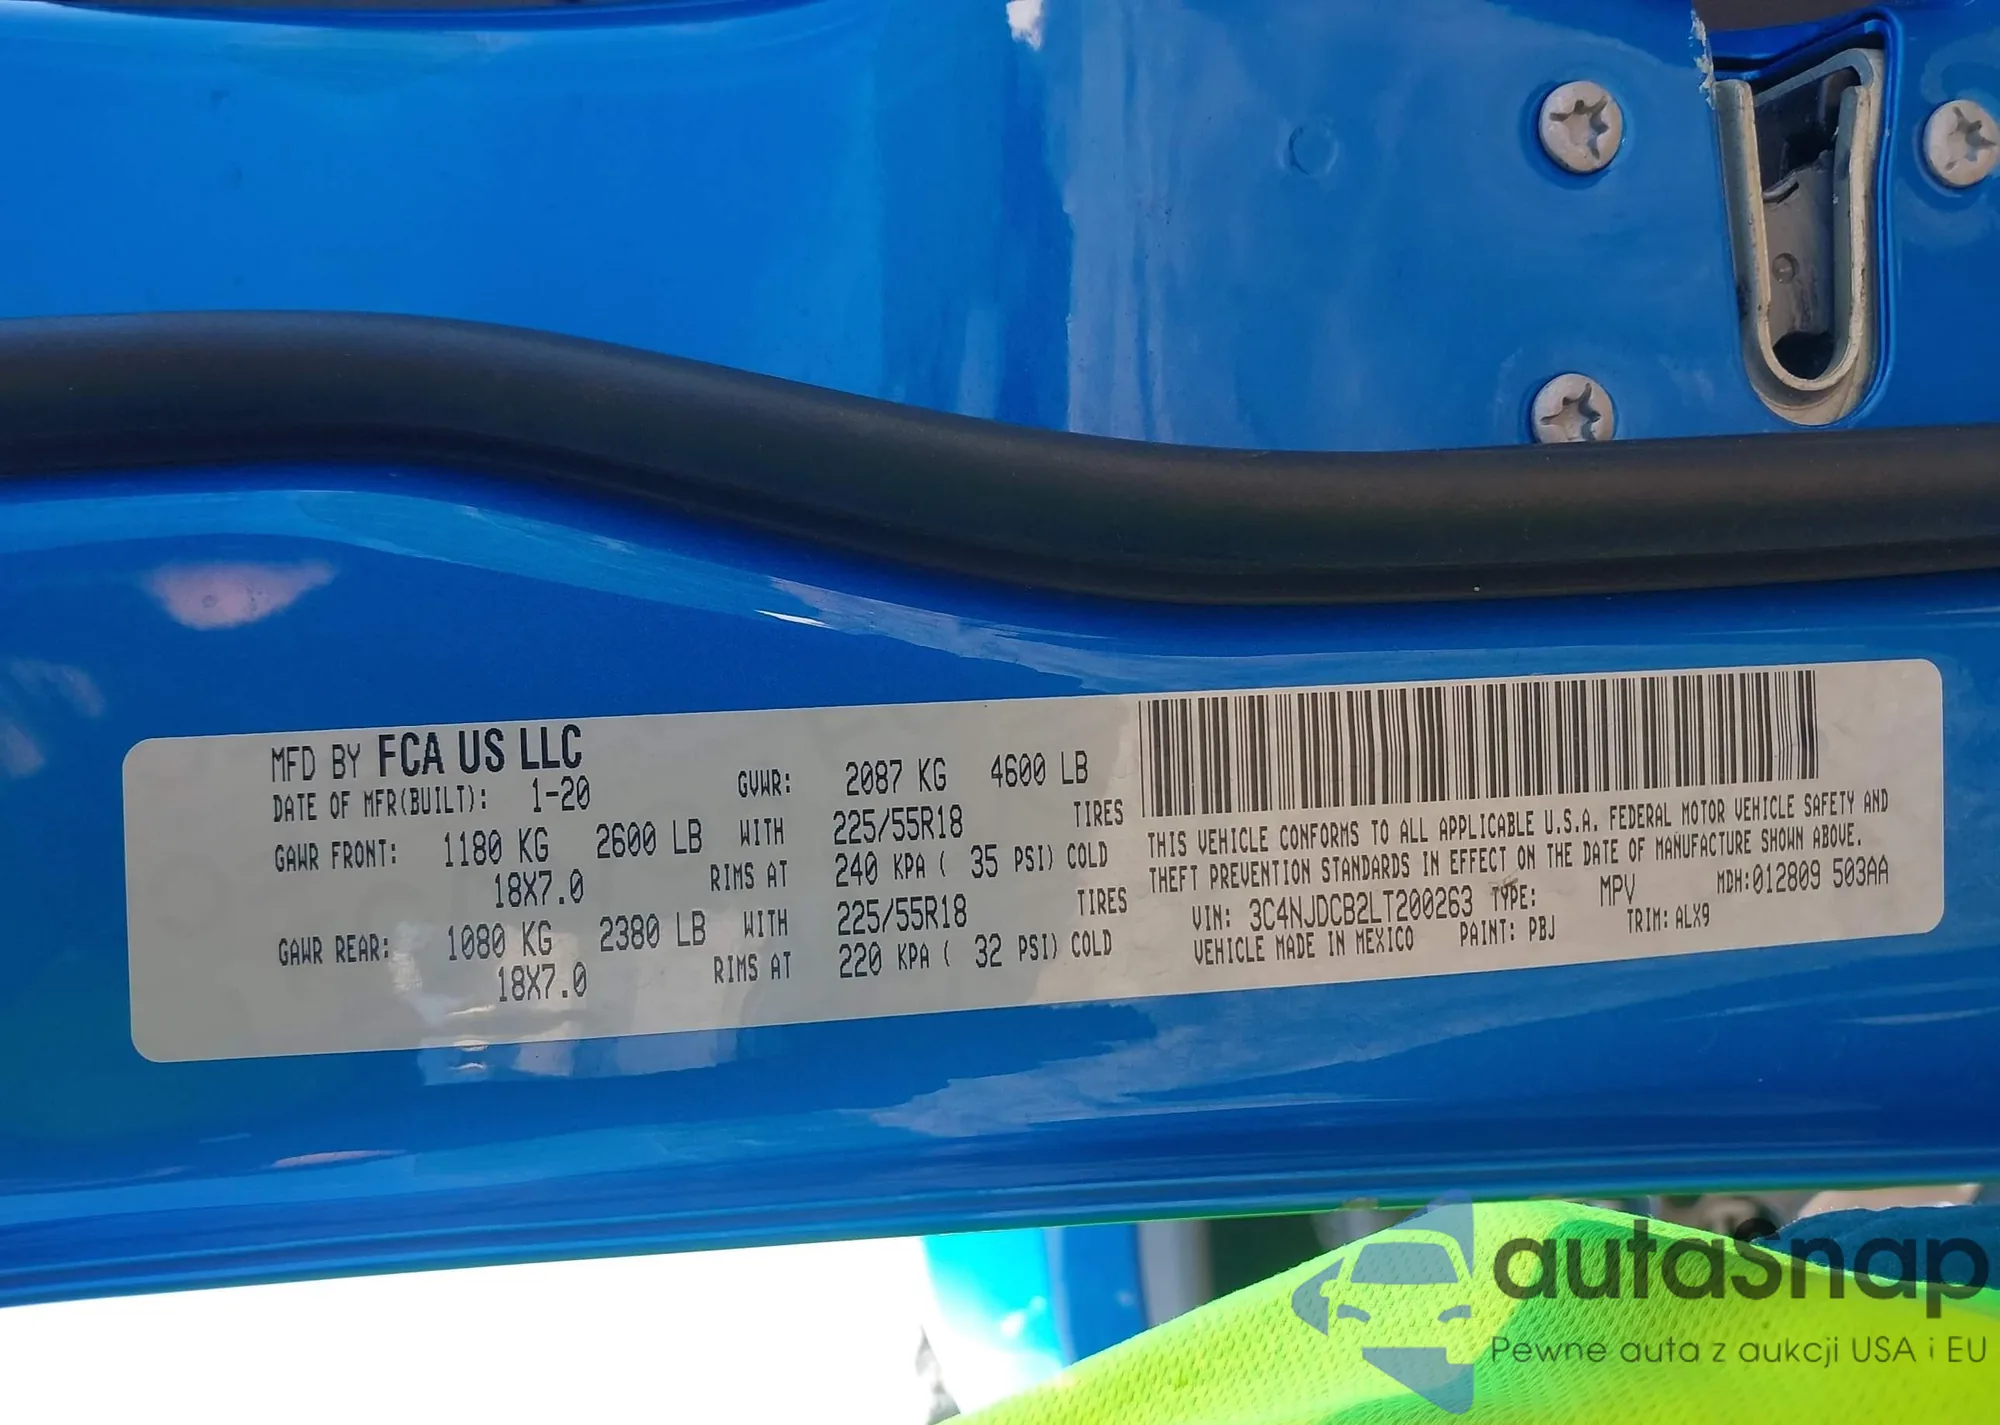 MFD BY FCA US LLC
DATE OF MFR(BUILT): 1-20
GVWR: 2087 KG 4600 LB
GAWR FRONT: 1180 KG 2600 LB WITH 225/55R18 TIRES
18X7.0 RIMS AT 240 KPA ( 35 PSI) COLD
GAWR REAR: 1080 KG 2380 LB WITH 225/55R18 TIRES
18X7.0 RIMS AT 220 KPA ( 32 PSI) COLD
THIS VEHICLE CONFORMS TO ALL APPLICABLE U.S.A. FEDERAL MOTOR VEHICLE SAFETY AND
THEFT PREVENTION STANDARDS IN EFFECT ON THE DATE OF MANUFACTURE SHOWN ABOVE.
VIN: 3C4NJDCB2LT200263 TYPE: MPV MDH:012809 503AA
VEHICLE MADE IN MEXICO PAINT: PBJ TRIM: ALX9
autaSnap
Pewne auta z aukcji USA i EU